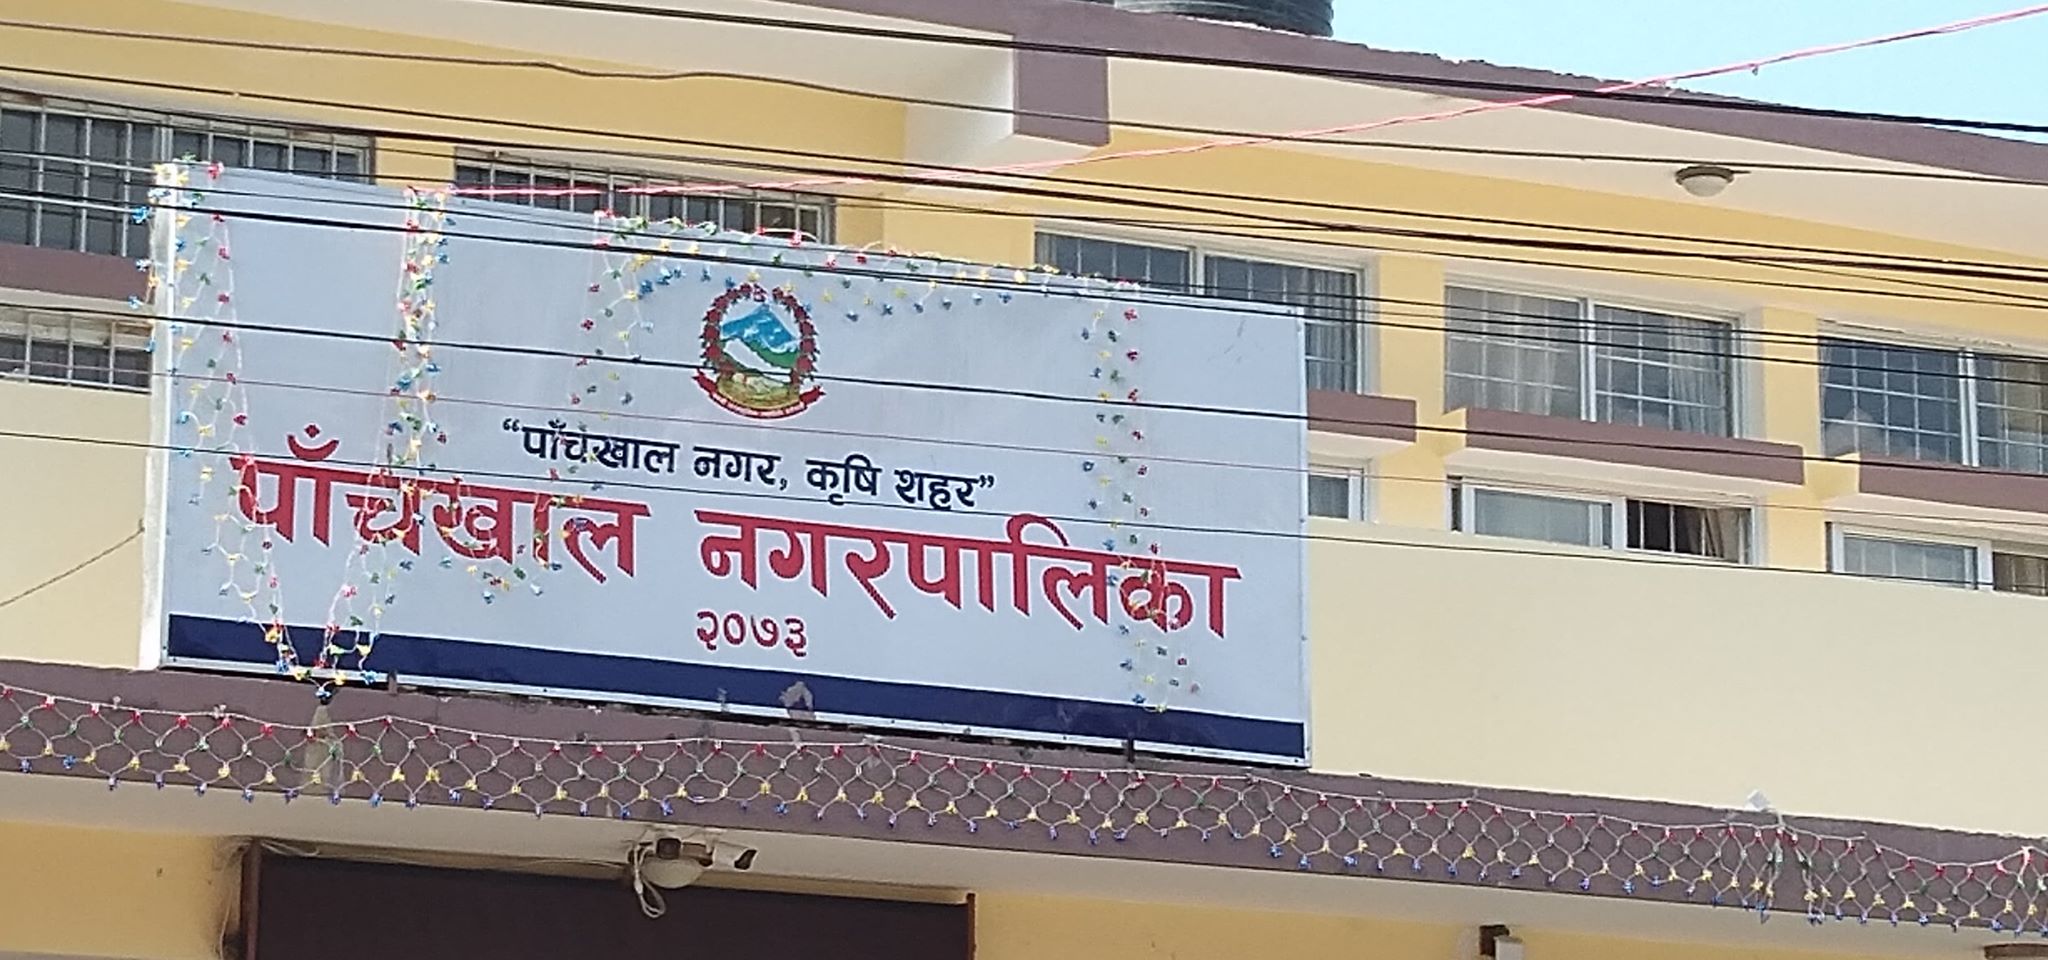 “पाँचखाल नगर, कृषि शहर”
पाँचखाल नगरपालिका
२०७३